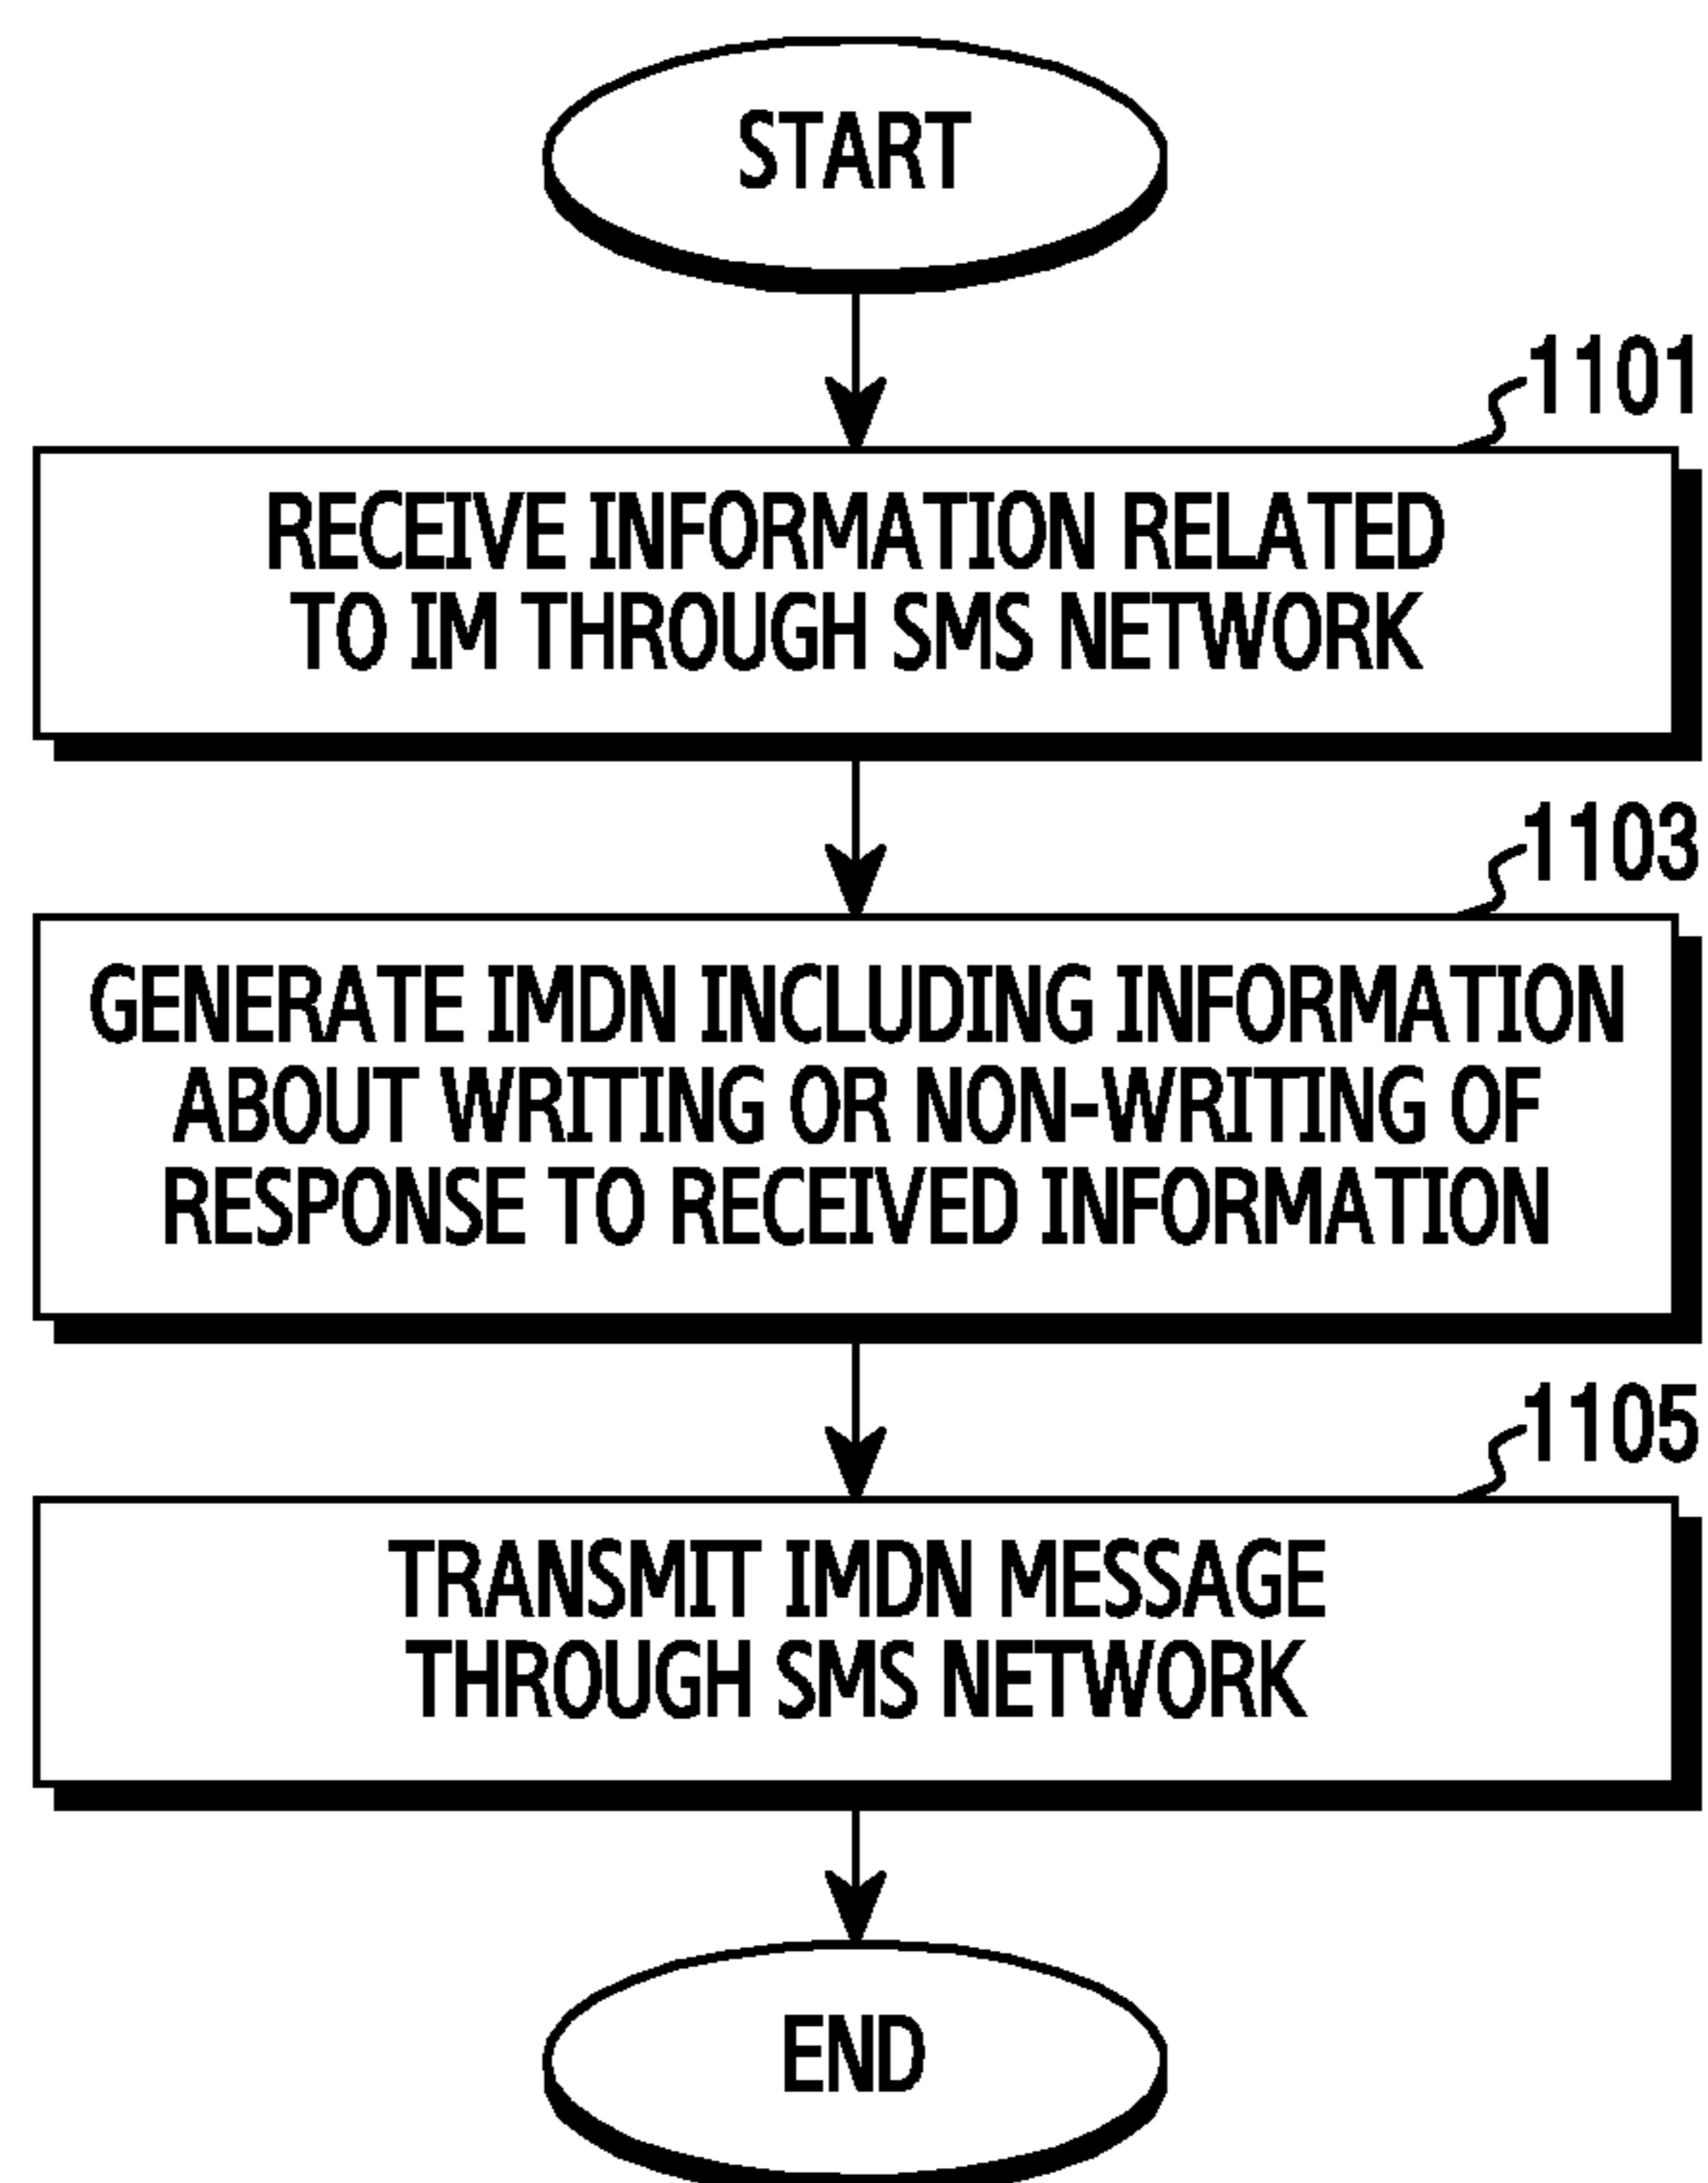 START
1101
RECEIVE INFORMATION RELATED
TO IM THROUGH SMS NETWORK
1103
GENERATE IMDN INCLUDING INFORMATION
ABOUT WRITING OR NON-WRITING OF
RESPONSE TO RECEIVED INFORMATION
1105
TRANSMIT IMDN MESSAGE
THROUGH SMS NETWORK
END